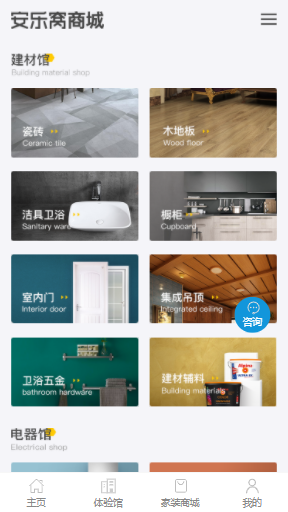 安乐窝商城
建材馆
Building material shop
瓷砖
Ceramic tile
木地板
Wood floor
洁具卫浴
Sanitary ware
橱柜
Cupboard
室内门
Interior door
集成吊顶
Integrated ceiling
咨询
卫浴五金
bathroom hardware
建材辅料
Building materials
电器馆
Electrical shop
主页
体验馆
家装商城
我的